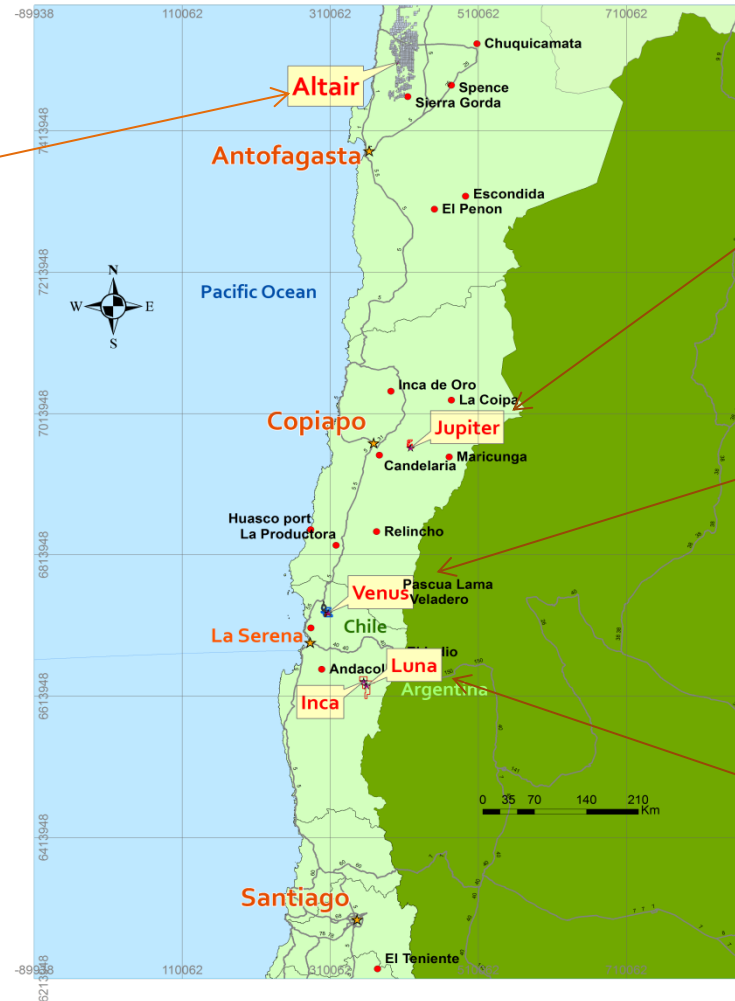 -89938 110062 310062 510062 710062
Chuquicamata
Altair
Spence
Sierra Gorda
7413948
Antofagasta
Escondida
El Penon
7213948
N
W E
S
Pacific Ocean
Inca de Oro
La Coipa
7013948
Copiapo
Jupiter
Candelaria
Maricunga
Huasco port
La Productora
Relincho
6813948
Pascua Lama
Venus
Veladero
Chile
La Serena
Luna
Andacol
6613948
Argentina
Inca
0 35 70 140 210
Km
6413948
Santiago
El Teniente
-89938 110062 310062 510062 710062
6213948